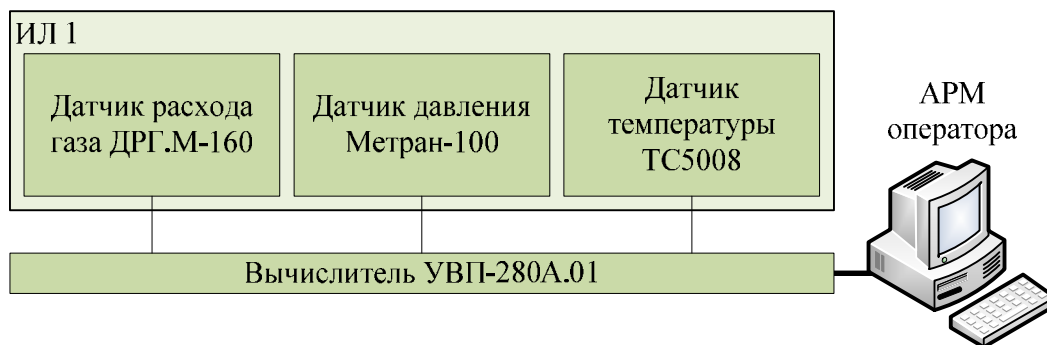 ИЛ 1
Датчик расхода
газа ДРГ.М-160
Датчик давления
Метран-100
Датчик
температуры
ТС5008
АРМ
оператора
Вычислитель УВП-280А.01